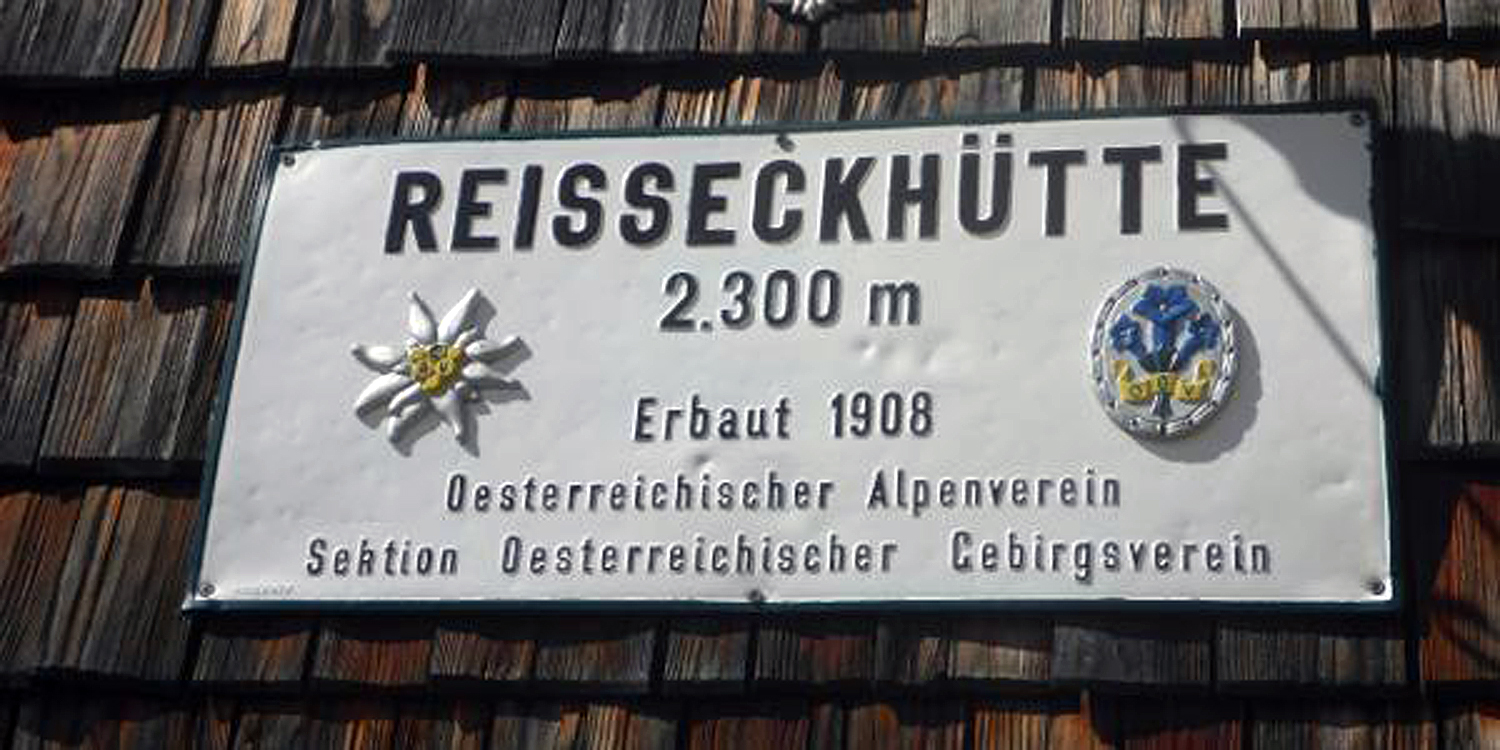 REISSECKHÜTTE
2.300 m
Erbaut 1908
Oesterreichischer Alpenverein
Sektion Oesterreichischer Gebirgsverein